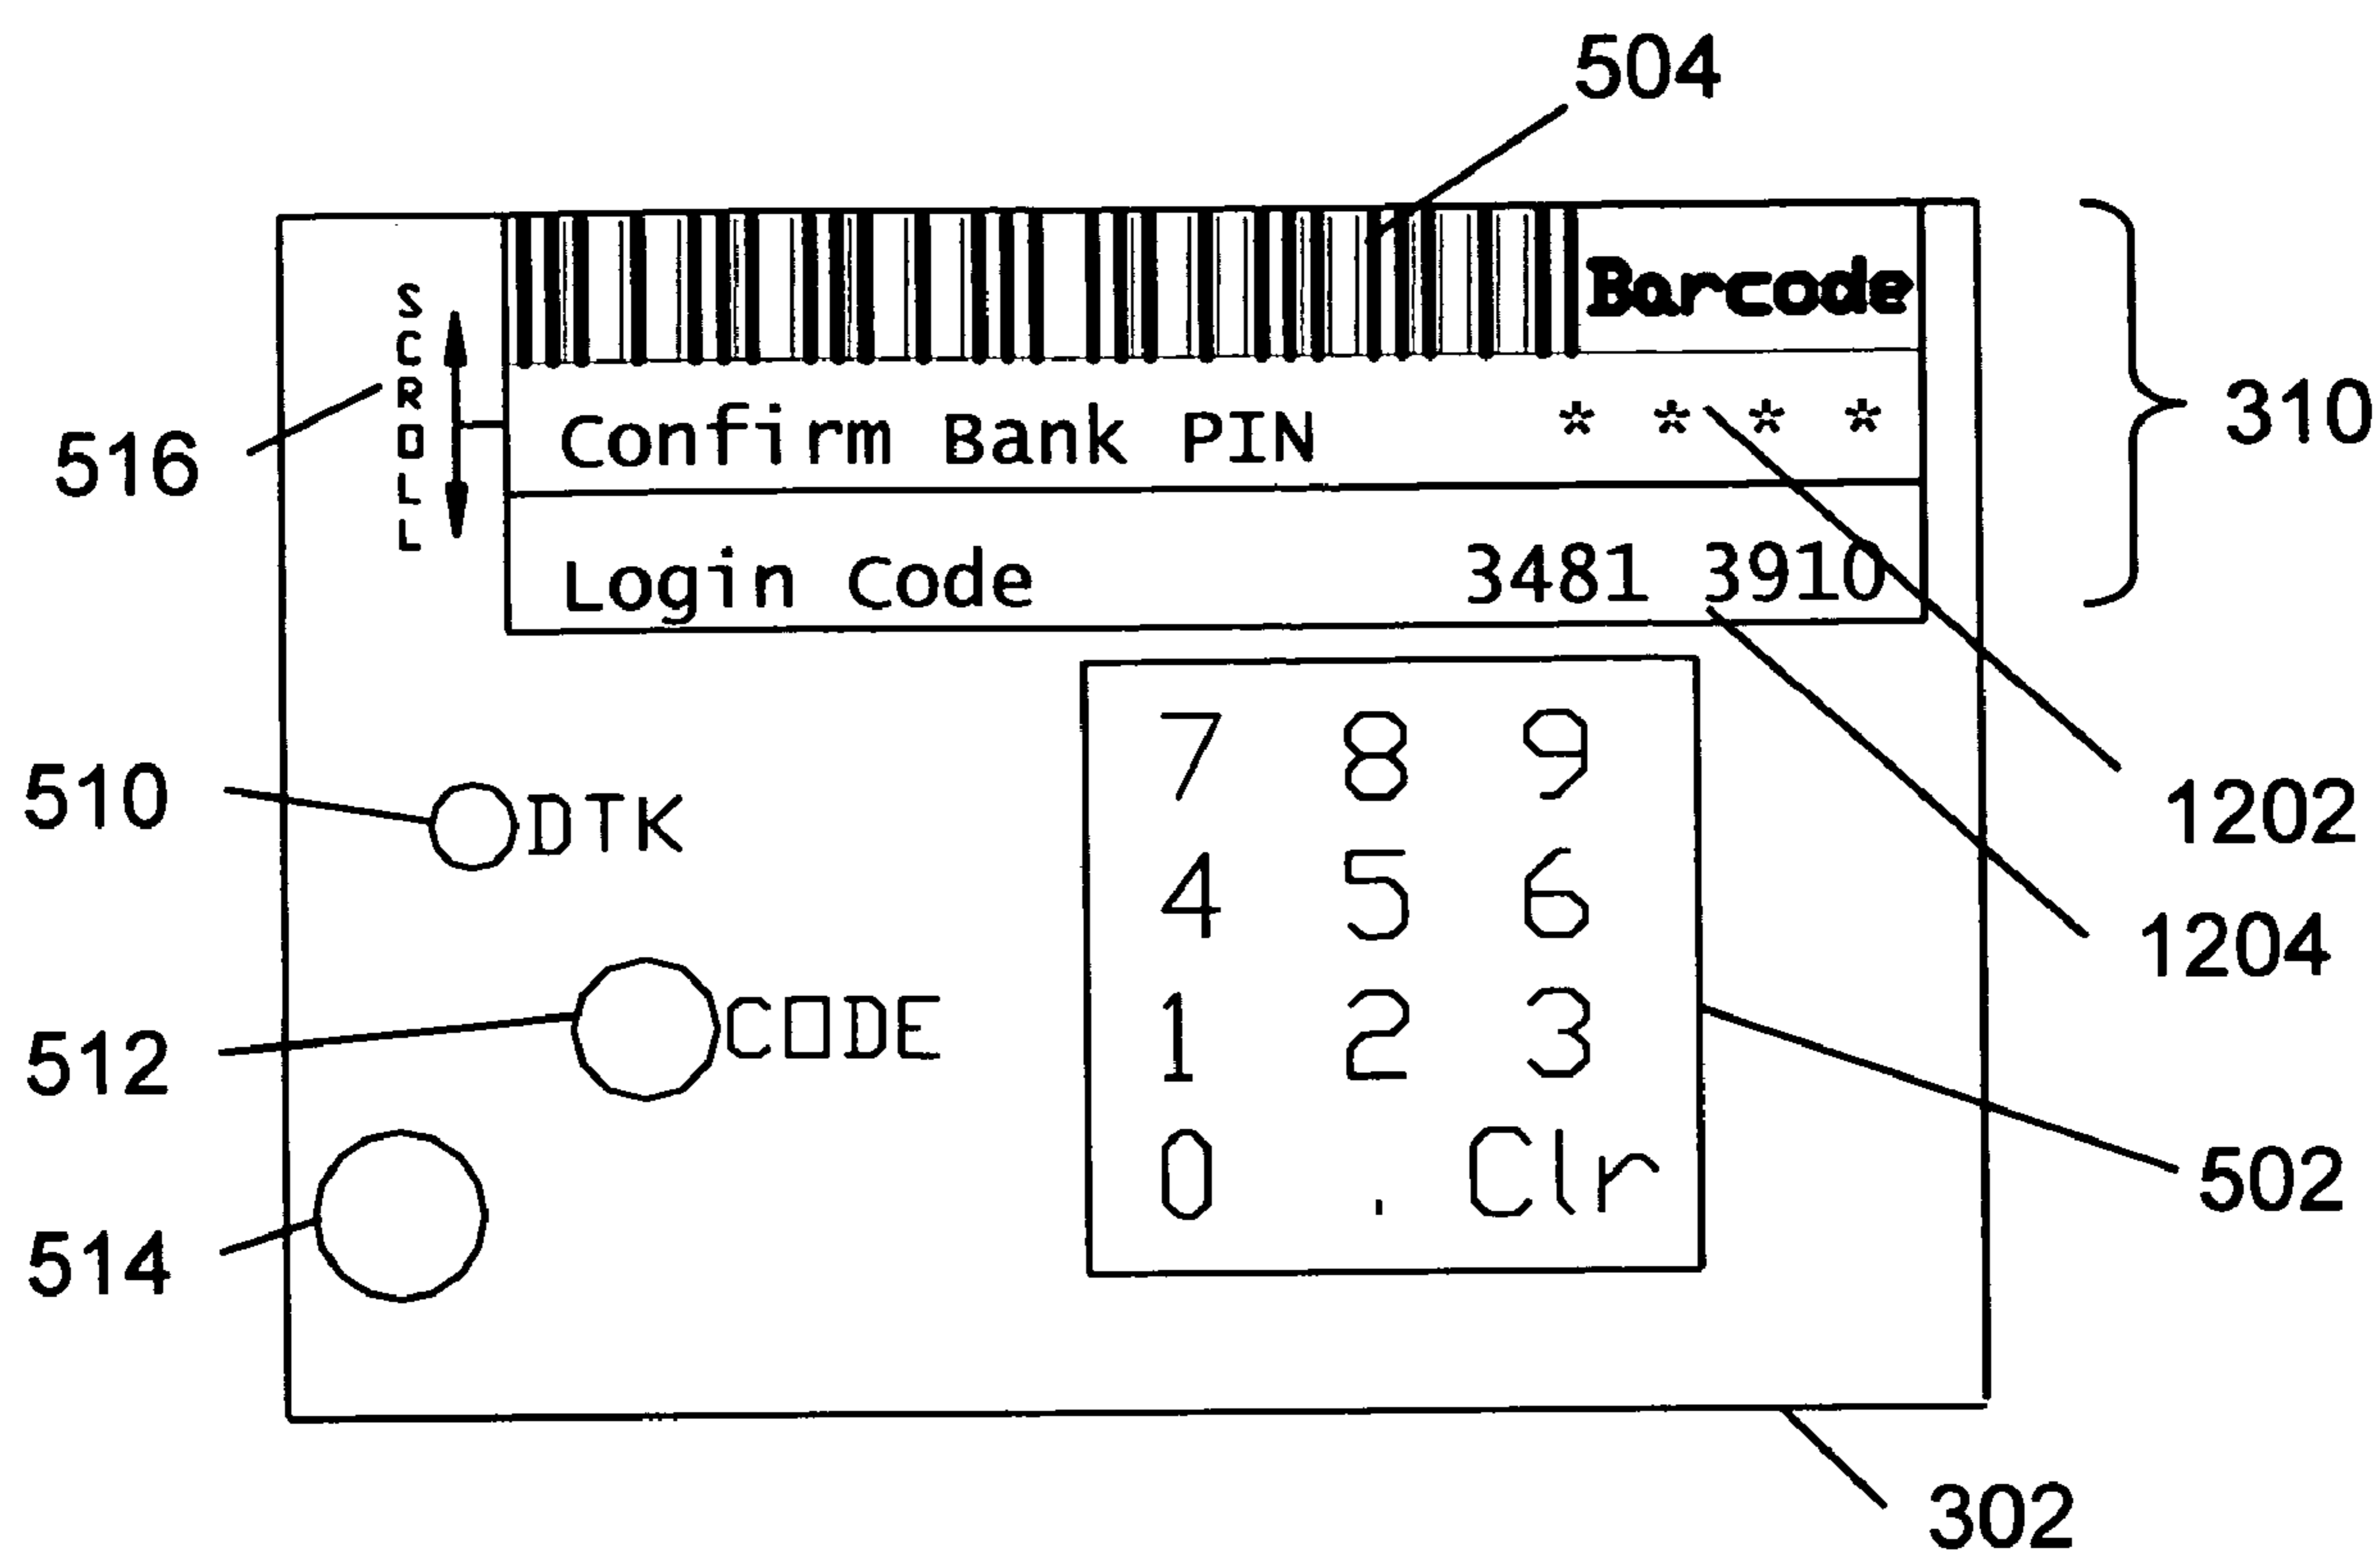 504
Barcode
SCROLL
516
310
Confirm Bank PIN * * * *
Login Code 3481 3910
7 8 9
510
DTK
1202
4 5 6
1204
512
CODE
1 2 3
502
0 . Clr
514
302